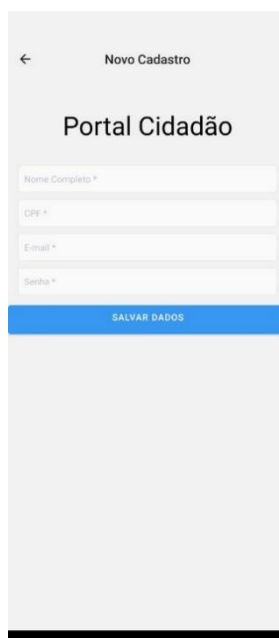 Novo Cadastro
Portal Cidadão
Nome Completo *
CPF *
E-mail *
Senha *
SALVAR DADOS